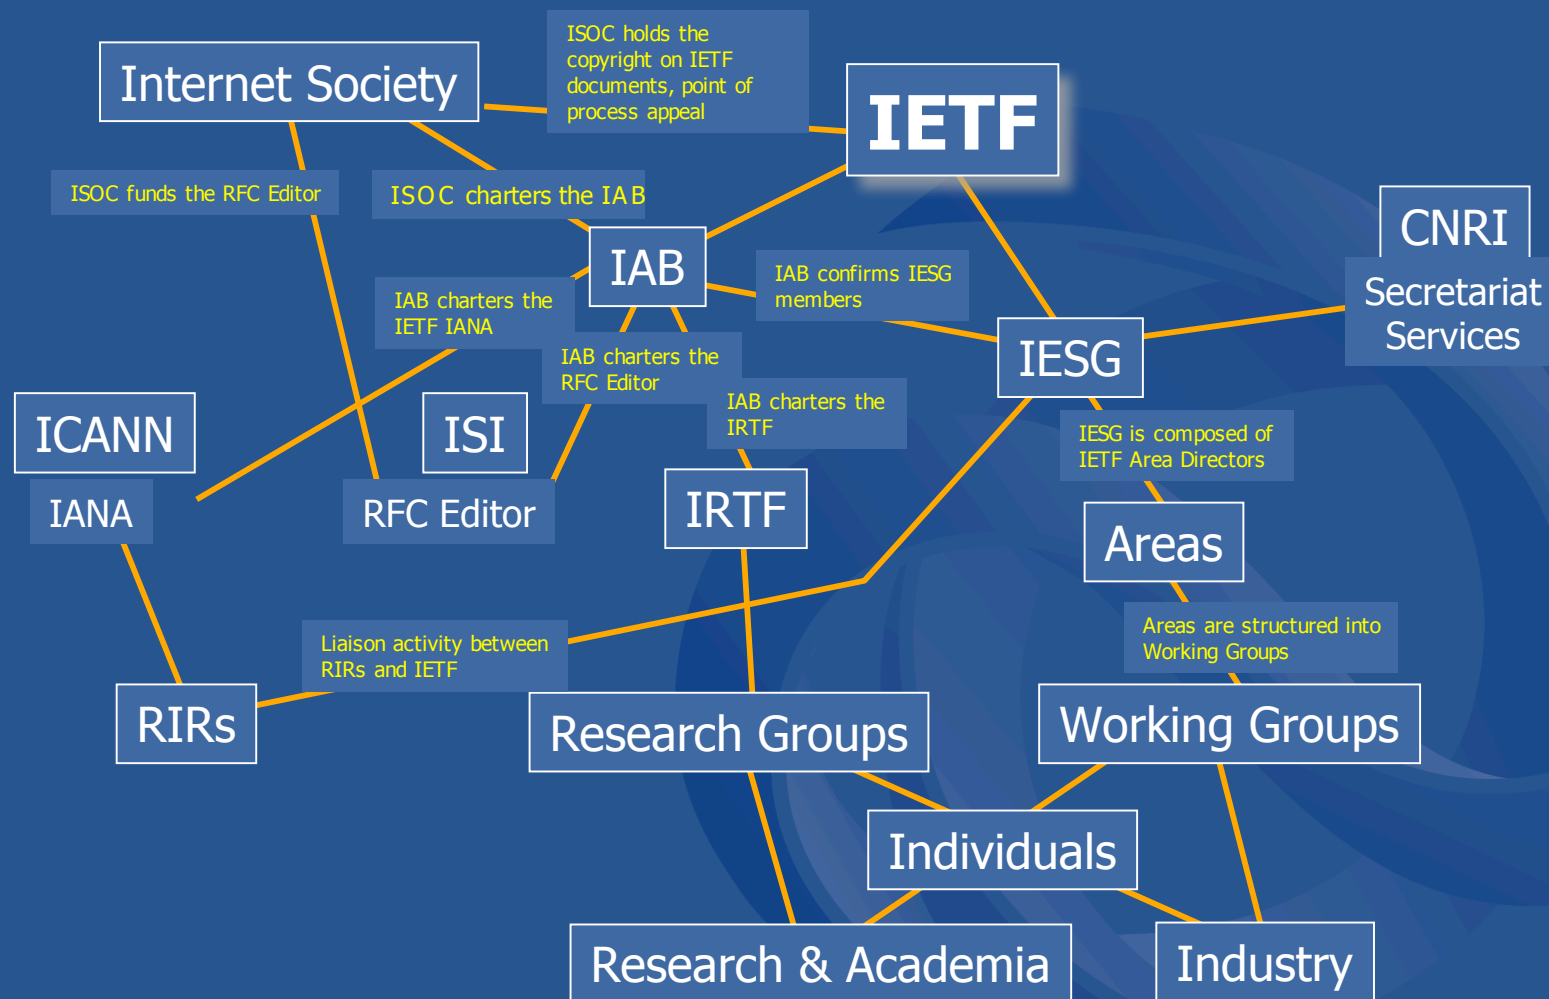 ISOC holds the
copyright on IETF
documents, point of
process appeal
Internet Society
IETF
ISOC funds the RFC Editor
ISOC charters the IAB
CNRI
Secretariat
Services
IAB
IAB confirms IESG
members
IAB charters the
IETF IANA
IAB charters the
RFC Editor
IESG
IAB charters the
IRTF
ICANN
ISI
IESG is composed of
IETF Area Directors
IANA
RFC Editor
IRTF
Areas
Liaison activity between
RIRs and IETF
Areas are structured into
Working Groups
RIRs
Research Groups
Working Groups
Individuals
Research & Academia
Industry